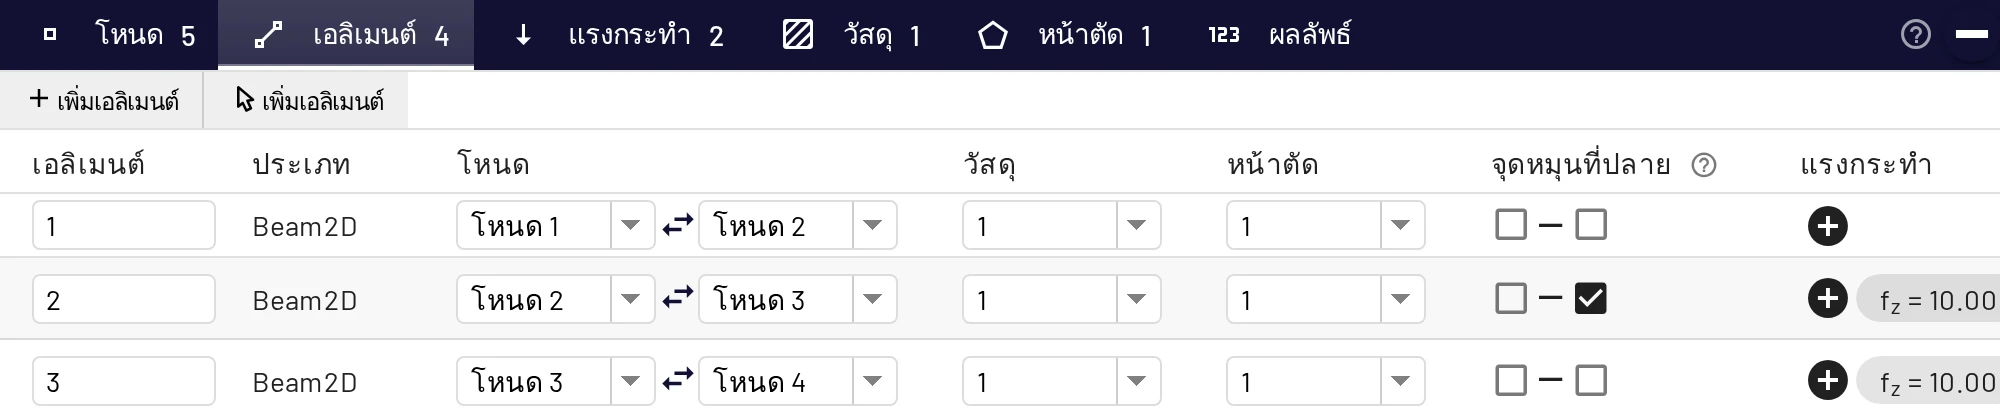 โหนด 5 เอลิเมนต์ 4 แรงกระทำ 2 วัสดุ 1 หน้าตัด 1 123 ผลลัพธ์ ?
+ เพิ่มเอลิเมนต์ เพิ่มเอลิเมนต์
เอลิเมนต์ ประเภท โหนด วัสดุ หน้าตัด จุดหมุนที่ปลาย ? แรงกระทำ
1 Beam2D โหนด 1 โหนด 2 1 1
2 Beam2D โหนด 2 โหนด 3 1 1 fz = 10.00
3 Beam2D โหนด 3 โหนด 4 1 1 fz = 10.00